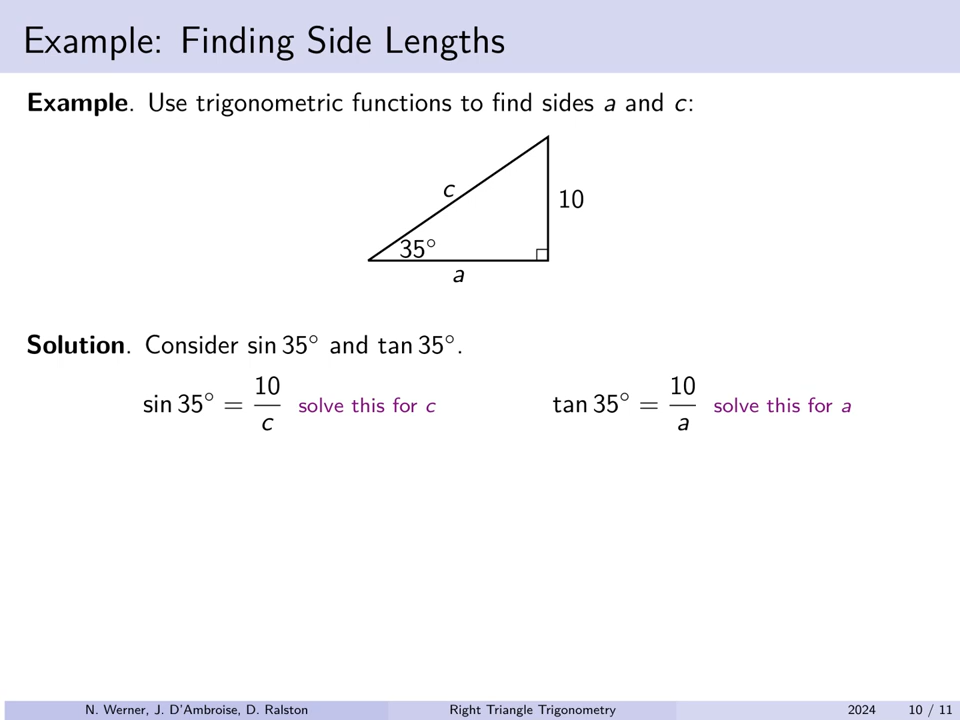 Example: Finding Side Lengths
Example. Use trigonometric functions to find sides a and c:
c
10
35°
a
Solution. Consider sin 35° and tan 35°.
sin 35° = 10/c solve this for c
tan 35° = 10/a solve this for a
N. Werner, J. D'Ambroise, D. Ralston
Right Triangle Trigonometry
2024
10 / 11